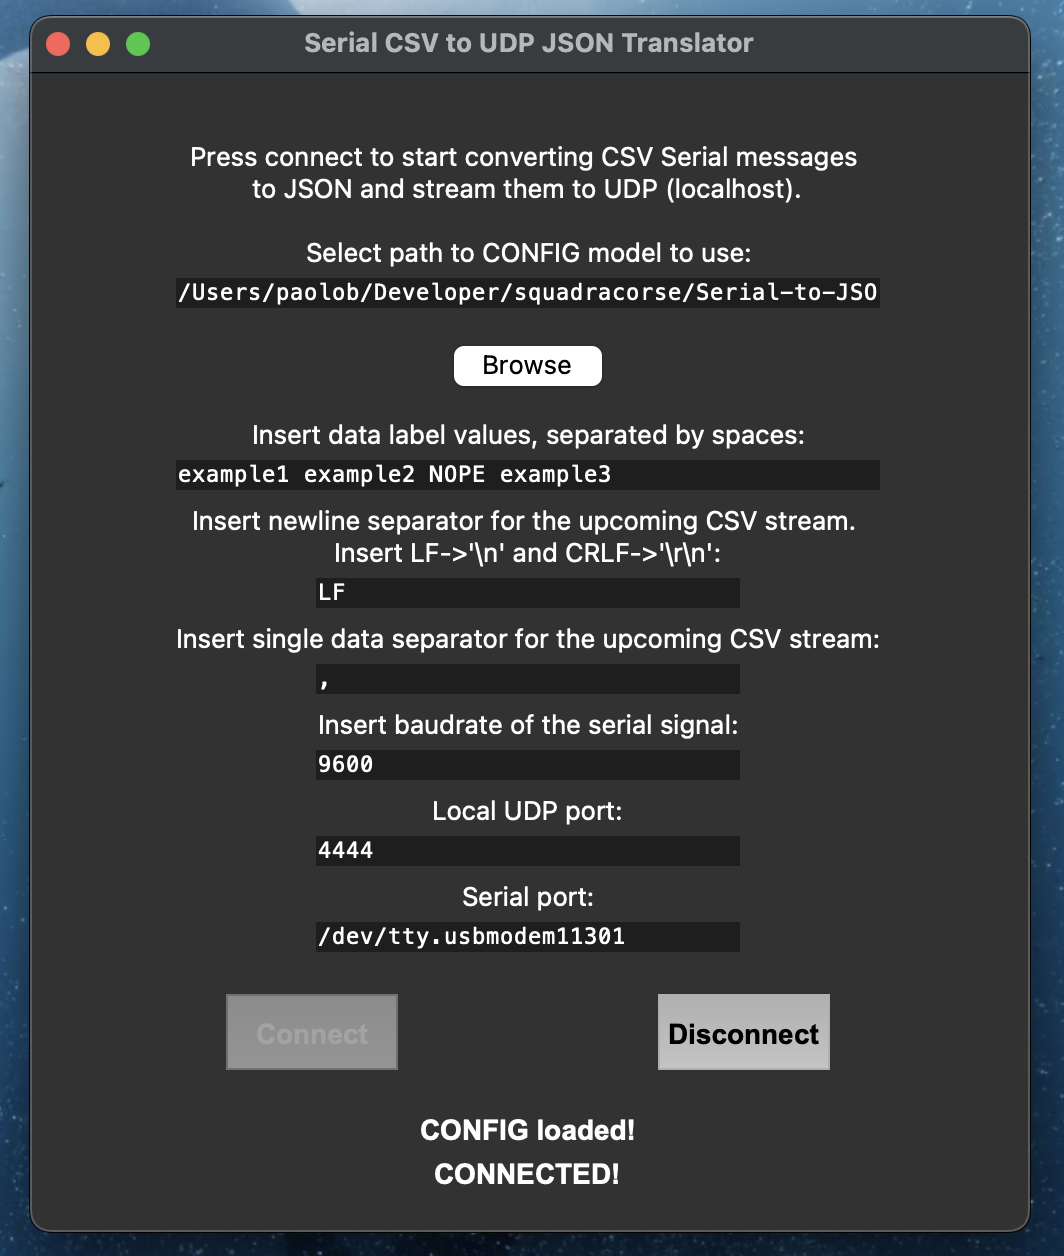 Serial CSV to UDP JSON Translator
Press connect to start converting CSV Serial messages
to JSON and stream them to UDP (localhost).
Select path to CONFIG model to use:
/Users/paolob/Developer/squadracorse/Serial-to-JSO
Browse
Insert data label values, separated by spaces:
example1 example2 NOPE example3
Insert newline separator for the upcoming CSV stream.
Insert LF->'\n' and CRLF->'\r\n':
LF
Insert single data separator for the upcoming CSV stream:
,
Insert baudrate of the serial signal:
9600
Local UDP port:
4444
Serial port:
/dev/tty.usbmodem11301
Connect
Disconnect
CONFIG loaded!
CONNECTED!